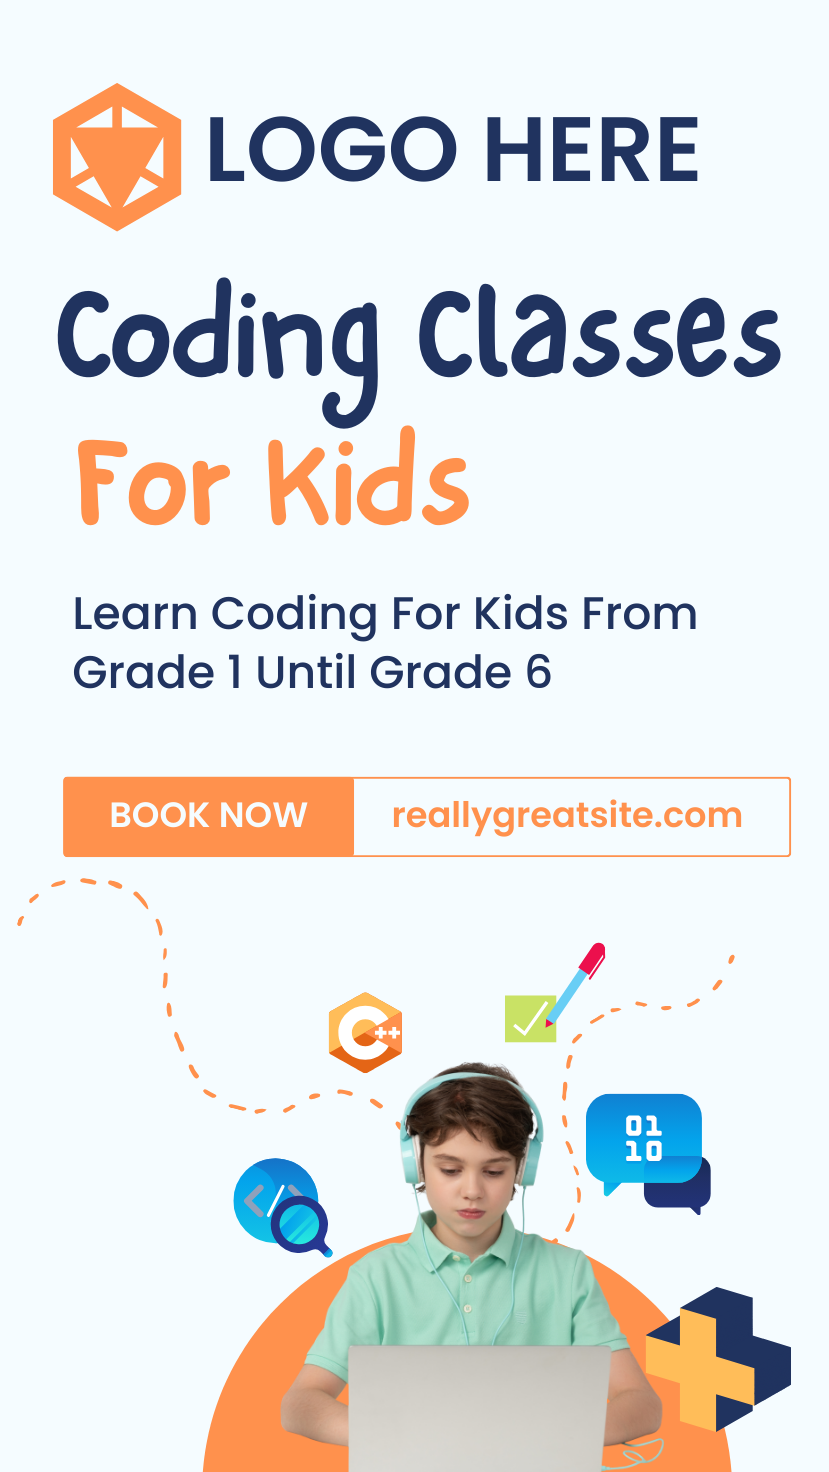 LOGO HERE
Coding Classes
For Kids
Learn Coding For Kids From
Grade 1 Until Grade 6
BOOK NOW
reallygreatsite.com
C++
01
10
</>